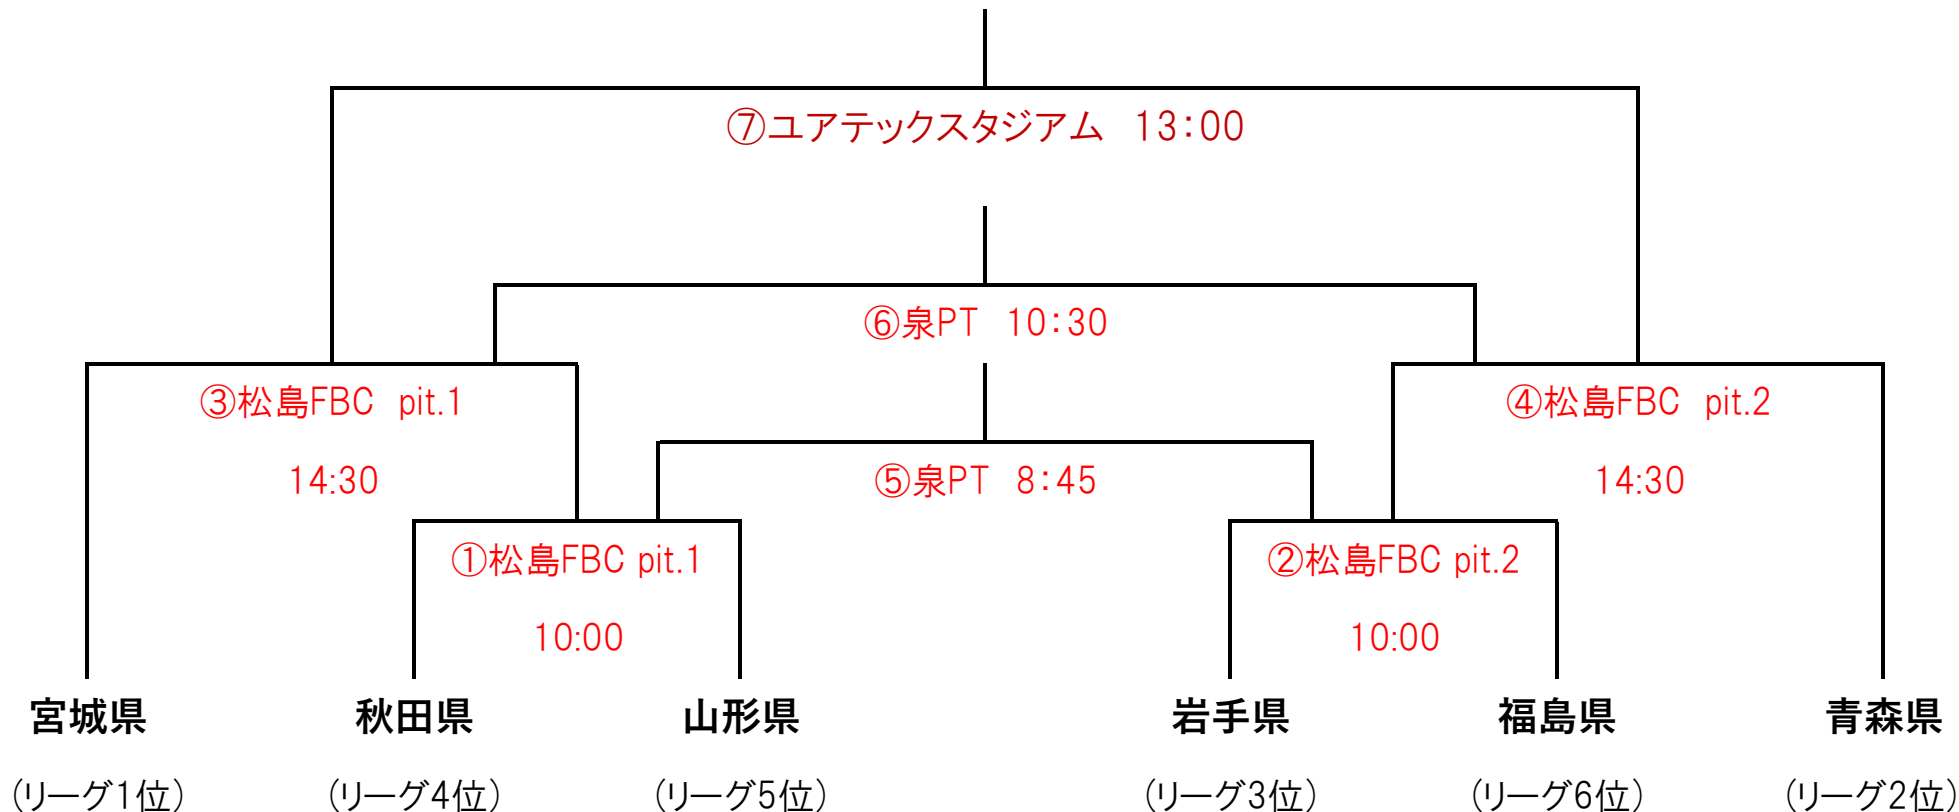 ⑦ユアテックスタジアム　13：00
⑥泉PT　10：30
③松島FBC　pit.1
④松島FBC　pit.2
14:30
⑤泉PT　8：45
14:30
①松島FBC pit.1
②松島FBC pit.2
10:00
10:00
宮城県
秋田県
山形県
岩手県
福島県
青森県
（リーグ1位）
（リーグ4位）
（リーグ5位）
（リーグ3位）
（リーグ6位）
（リーグ2位）